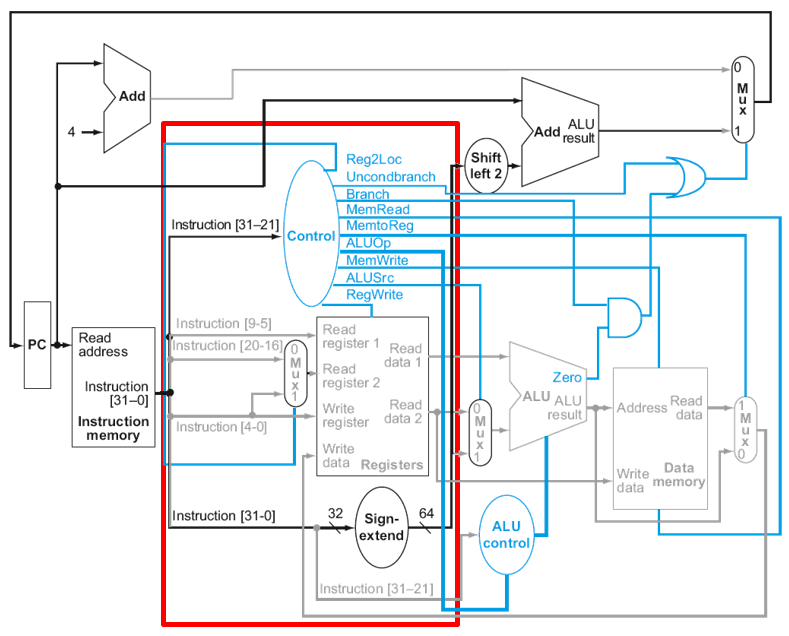 Add
4
0
Mux
1
Add
ALU
result
Shift
left 2
Reg2Loc
Uncondbranch
Branch
MemRead
MemtoReg
ALUOp
MemWrite
ALUSrc
RegWrite
Instruction [31–21]
Control
PC
Read
address
Instruction
[31–0]
Instruction
memory
Instruction [9-5]
Instruction [20-16]
Instruction [4-0]
0
Mux
1
Read
register 1
Read
register 2
Write
register
Write
data
Read
data 1
Read
data 2
Registers
0
Mux
1
Zero
ALU
ALU
result
Address
Read
data
Write
data
Data
memory
1
Mux
0
Instruction [31-0]
32
Sign-
extend
64
ALU
control
Instruction [31–21]